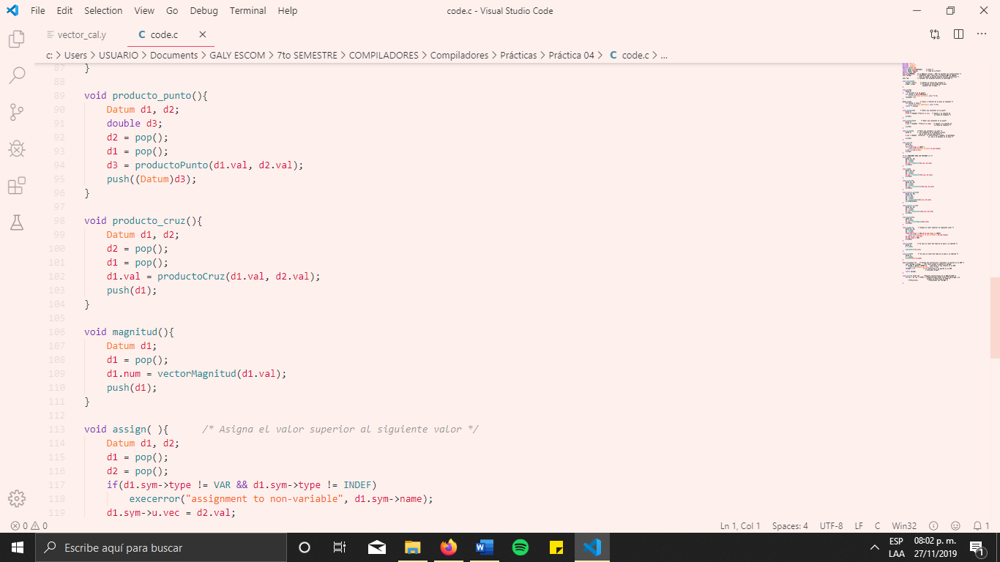 File Edit Selection View Go Debug Terminal Help code.c - Visual Studio Code
vector_cal.y C code.c
c: > Users > USUARIO > Documents > GALY ESCOM > 7to SEMESTRE > COMPILADORES > Compiladores > Prácticas > Práctica 04 > C code.c > ...
87 }
88
89 void producto_punto(){
90 Datum d1, d2;
91 double d3;
92 d2 = pop();
93 d1 = pop();
94 d3 = productoPunto(d1.val, d2.val);
95 push((Datum)d3);
96 }
97
98 void producto_cruz(){
99 Datum d1, d2;
100 d2 = pop();
101 d1 = pop();
102 d1.val = productoCruz(d1.val, d2.val);
103 push(d1);
104 }
105
106 void magnitud(){
107 Datum d1;
108 d1 = pop();
109 d1.num = vectorMagnitud(d1.val);
110 push(d1);
111 }
112
113 void assign( ){ /* Asigna el valor superior al siguiente valor */
114 Datum d1, d2;
115 d1 = pop();
116 d2 = pop();
117 if(d1.sym->type != VAR && d1.sym->type != INDEF)
118 execerror("assignment to non-variable", d1.sym->name);
119 d1.sym->u.vec = d2.val;
0 0 Ln 1, Col 1 Spaces: 4 UTF-8 LF C Win32 1
Escribe aquí para buscar
ESP 08:02 p. m.
LAA 27/11/2019 1